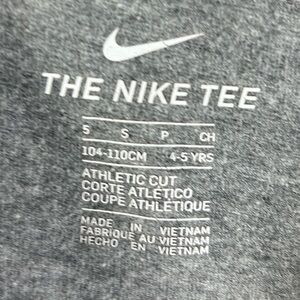 THE NIKE TEE
5 S P CH
104-110CM 4-5 YRS
ATHLETIC CUT
CORTE ATLÉTICO
COUPE ATHLÉTIQUE
MADE IN VIETNAM
FABRIQUÉ AU VIETNAM
HECHO EN VIETNAM